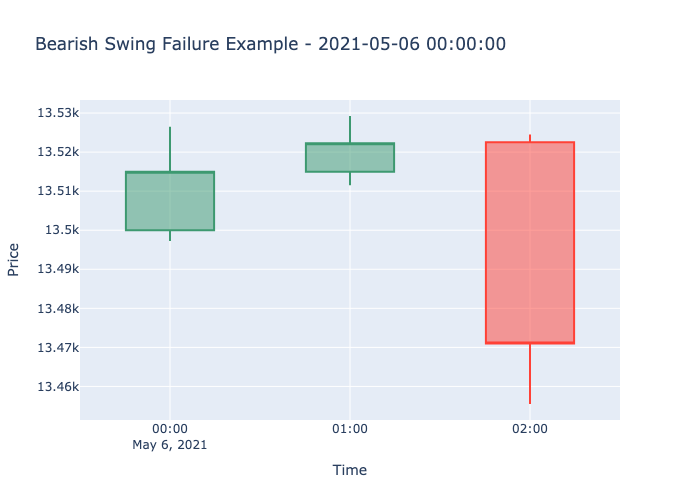 Bearish Swing Failure Example - 2021-05-06 00:00:00
Price
13.53k
13.52k
13.51k
13.5k
13.49k
13.48k
13.47k
13.46k
00:00
May 6, 2021
01:00
02:00
Time